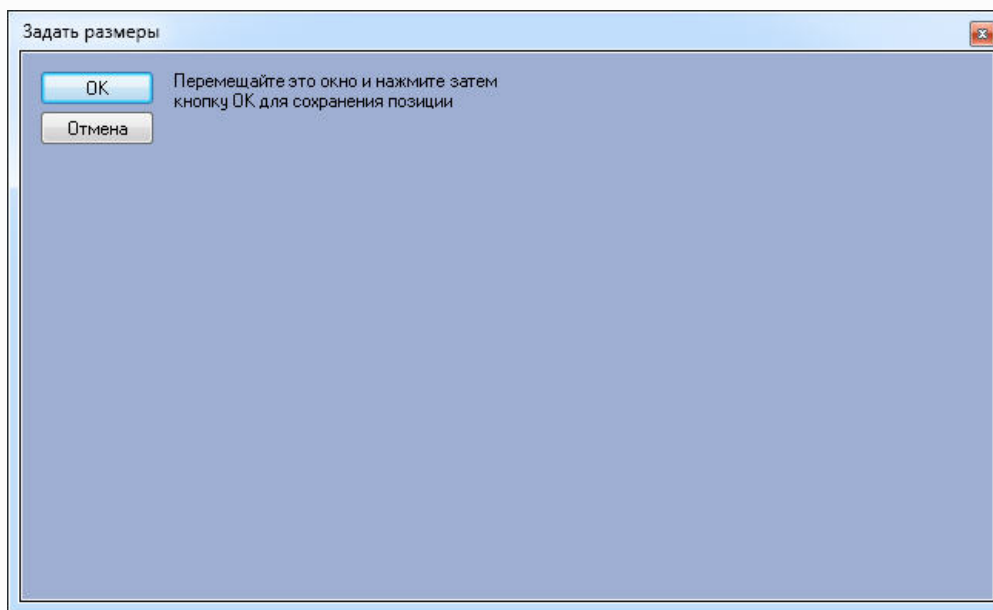 Задать размеры
OK
Перемещайте это окно и нажмите затем
кнопку OK для сохранения позиции
Отмена